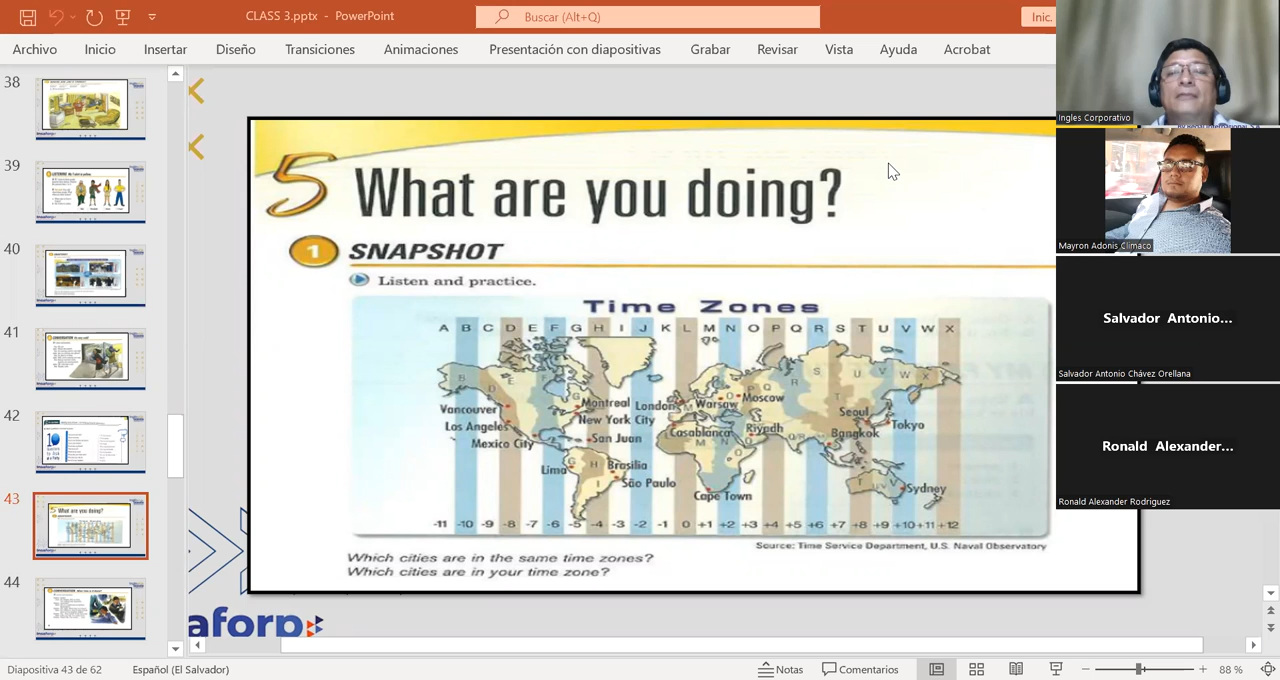 CLASS 3.pptx - PowerPoint
Buscar (Alt+Q)
Inic.
Archivo
Inicio
Insertar
Diseño
Transiciones
Animaciones
Presentación con diapositivas
Grabar
Revisar
Vista
Ayuda
Acrobat
38
39
40
41
42
43
44
5 What are you doing?
1 SNAPSHOT
Listen and practice.
Time Zones
A B C D E F G H I J K L M N O P Q R S T U V W X
Vancouver
Los Angeles
Mexico City
Montreal
New York City
San Juan
Lima
Brasilia
São Paulo
London
Warsaw
Moscow
Casablanca
Riyadh
Cape Town
Seoul
Bangkok
Tokyo
Sydney
-11 -10 -9 -8 -7 -6 -5 -4 -3 -2 -1 0 +1 +2 +3 +4 +5 +6 +7 +8 +9 +10 +11 +12
Source: Time Service Department, U.S. Naval Observatory
Which cities are in the same time zones?
Which cities are in your time zone?
aforp
Ingles Corporativo
Mayron Adonis Climaco
Salvador Antonio...
Salvador Antonio Chávez Orellana
Ronald Alexander...
Ronald Alexander Rodriguez
Diapositiva 43 de 62
Español (El Salvador)
Notas
Comentarios
88 %